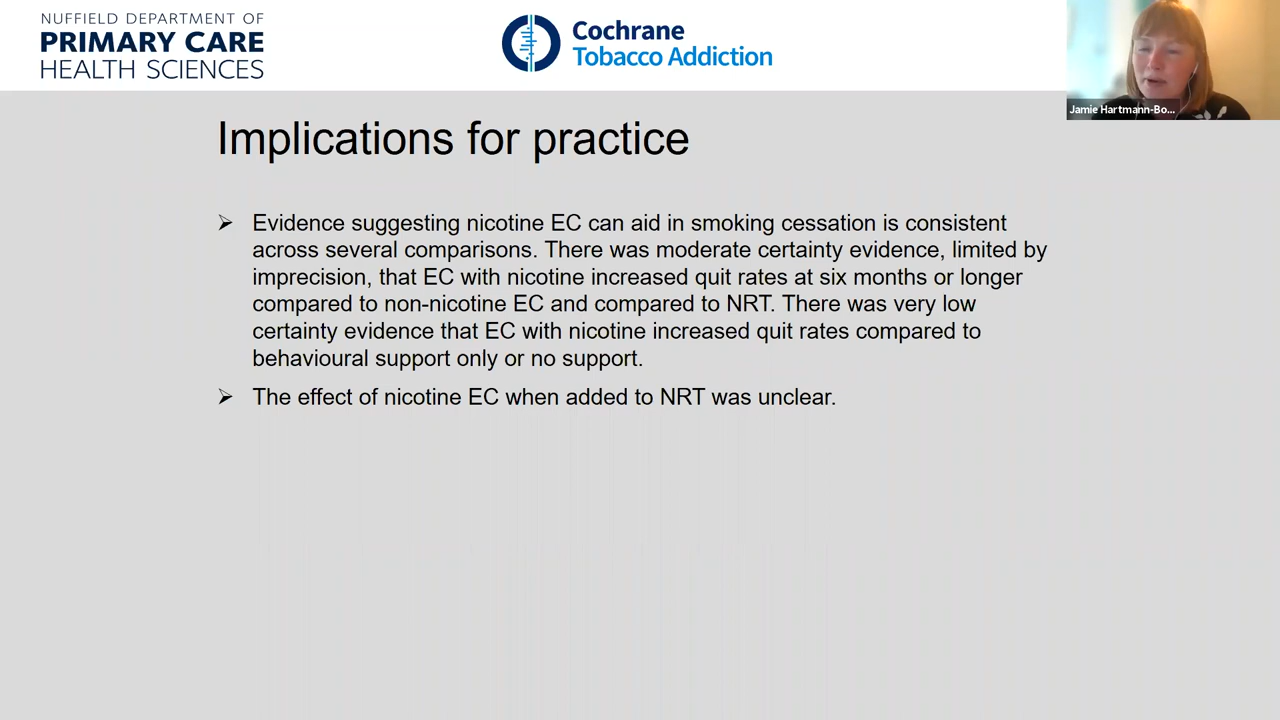 NUFFIELD DEPARTMENT OF
PRIMARY CARE
HEALTH SCIENCES
Cochrane
Tobacco Addiction
Jamie Hartmann-Bo...
Implications for practice
Evidence suggesting nicotine EC can aid in smoking cessation is consistent
across several comparisons. There was moderate certainty evidence, limited by
imprecision, that EC with nicotine increased quit rates at six months or longer
compared to non-nicotine EC and compared to NRT. There was very low
certainty evidence that EC with nicotine increased quit rates compared to
behavioural support only or no support.
The effect of nicotine EC when added to NRT was unclear.